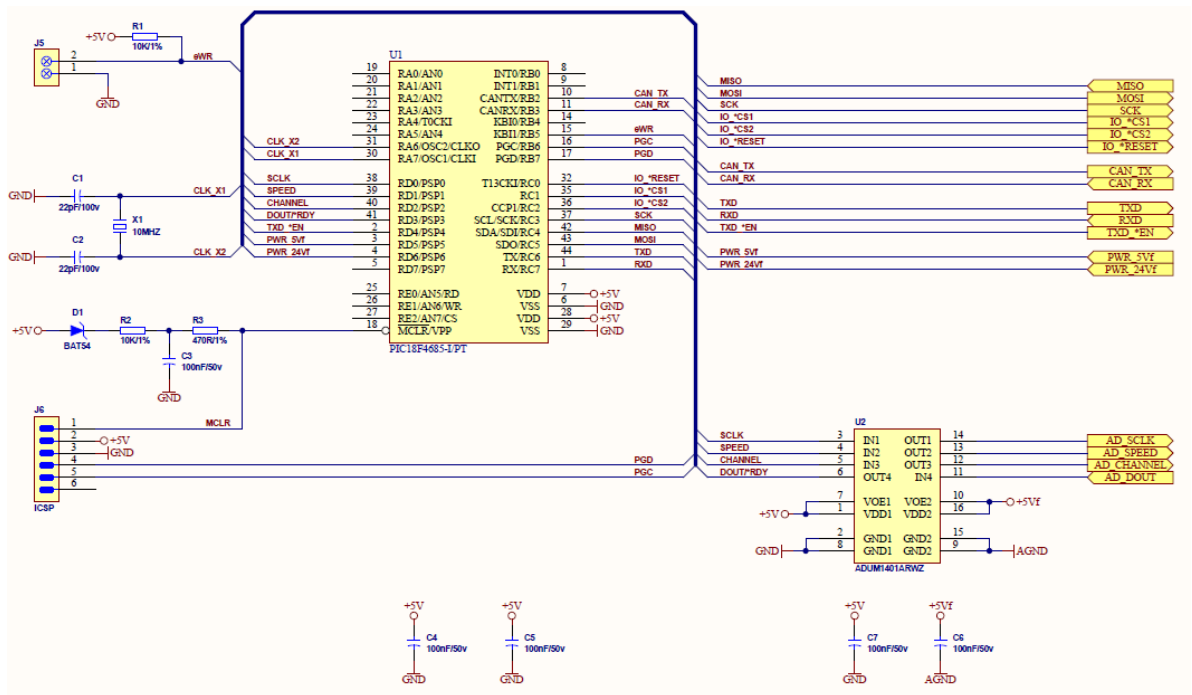 R1
+5V
10K/1%
J5
2
1
eWR
GND
U1
19 RA0/AN0 INT0/RB0 8
20 RA1/AN1 INT1/RB1 9
21 RA2/AN2 CANTX/RB2 10 CAN_TX
22 RA3/AN3 CANRX/RB3 11 CAN_RX
23 RA4/T0CKI KBI0/RB4 14
24 RA5/AN4 KBI1/RB5 15 eWR
CLK_X2 31 RA6/OSC2/CLKO PGC/RB6 16 PGC
CLK_X1 30 RA7/OSC1/CLKI PGD/RB7 17 PGD
SCLK 38 RD0/PSP0 T13CKI/RC0 32 IO_*RESET
SPEED 39 RD1/PSP1 RC1 35 IO_*CS1
CHANNEL 40 RD2/PSP2 CCP1/RC2 36 IO_*CS2
DOUT/*RDY 41 RD3/PSP3 SCL/SCK/RC3 37 SCK
TXD_*EN 2 RD4/PSP4 SDA/SDI/RC4 42 MISO
PWR_5Vf 3 RD5/PSP5 SDO/RC5 43 MOSI
PWR_24Vf 4 RD6/PSP6 TX/RC6 44 TXD
5 RD7/PSP7 RX/RC7 1 RXD
25 RE0/AN5/RD VDD 7 +5V
26 RE1/AN6/WR VSS 6 GND
27 RE2/AN7/CS VDD 28 +5V
18 MCLR/VPP VSS 29 GND
PIC18F4685-I/PT
C1
GND
22pF/100v
CLK_X1
X1
10MHZ
C2
GND
22pF/100v
CLK_X2
D1
+5V
BAT54
R2
10K/1%
R3
470R/1%
C3
100nF/50v
GND
J6
1 MCLR
2 +5V
3 GND
4 PGD
5 PGC
6
ICSP
MISO MISO
MOSI MOSI
SCK SCK
IO_*CS1 IO_*CS1
IO_*CS2 IO_*CS2
IO_*RESET IO_*RESET
CAN_TX CAN_TX
CAN_RX CAN_RX
TXD TXD
RXD RXD
TXD_*EN TXD_*EN
PWR_5Vf PWR_5Vf
PWR_24Vf PWR_24Vf
U2
SCLK 3 IN1 OUT1 14 AD_SCLK
SPEED 4 IN2 OUT2 13 AD_SPEED
CHANNEL 5 IN3 OUT3 12 AD_CHANNEL
DOUT/*RDY 6 OUT4 IN4 11 AD_DOUT
7 VOE1 VOE2 10 +5Vf
+5V 1 VDD1 VDD2 16
2 GND1 GND2 15
GND 8 GND1 GND2 9 AGND
ADUM1401ARWZ
+5V
C4
100nF/50v
GND
+5V
C5
100nF/50v
GND
+5V
C7
100nF/50v
GND
+5Vf
C6
100nF/50v
AGND